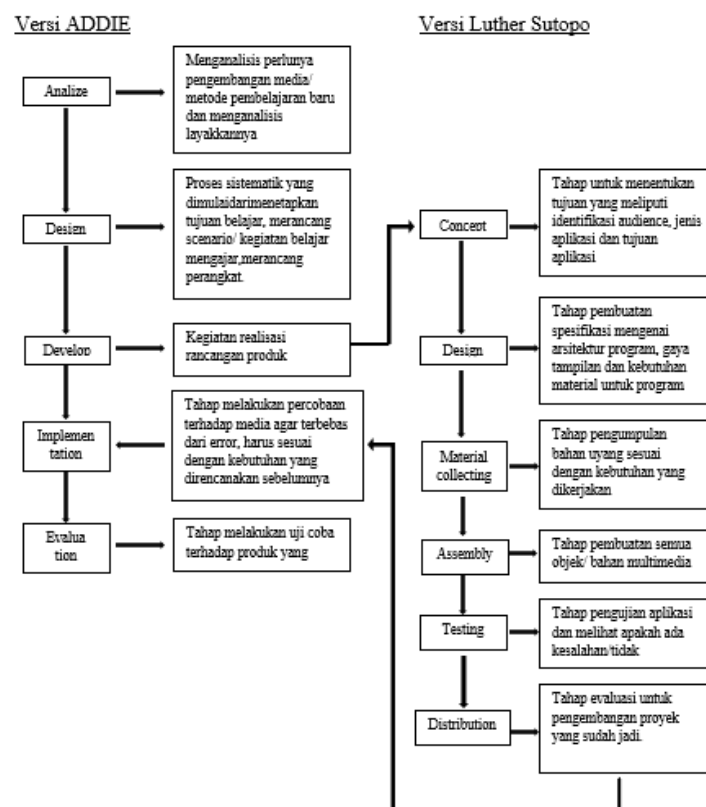 Versi ADDIE
Versi Luther Sutopo
Analize
Menganalisis perlunya
pengembangan media/
metode pembelajaran baru
dan menganalisis
layakkannya
Design
Proses sistematik yang
dimulaidarimenetapkan
tujuan belajar, merancang
scenario/ kegiatan belajar
mengajar,merancang
perangkat.
Develop
Kegiatan realisasi
rancangan produk
Implemen
tation
Tahap melakukan percobaan
terhadap media agar terbebas
dari error, harus sesuai
dengan kebutuhan yang
direncanakan sebelumnya
Evalua
tion
Tahap melakukan uji coba
terhadap produk yang
Concept
Tahap untuk menentukan
tujuan yang meliputi
identifikasi audience, jenis
aplikasi dan tujuan
aplikasi
Design
Tahap pembuatan
spesifikasi mengenai
arsitektur program, gaya
tampilan dan kebutuhan
material untuk program
Material
collecting
Tahap pengumpulan
bahan uyang sesuai
dengan kebutuhan yang
dikerjakan
Assembly
Tahap pembuatan semua
objek/ bahan multimedia
Testing
Tahap pengujian aplikasi
dan melihat apakah ada
kesalahan/tidak
Distribution
Tahap evaluasi untuk
pengembangan proyek
yang sudah jadi.